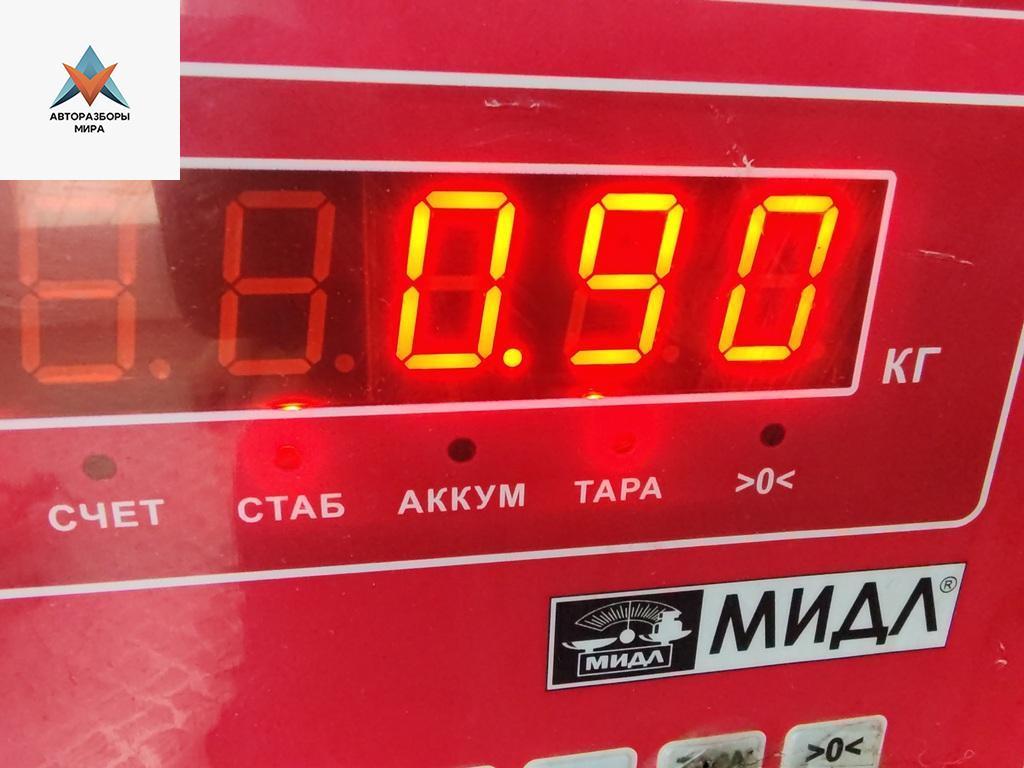 АВТОРАЗБОРЫ
МИРА
0.90
КГ
СЧЕТ
СТАБ
АККУМ
ТАРА
>0<
МИДЛ
МИДЛ®
>0<